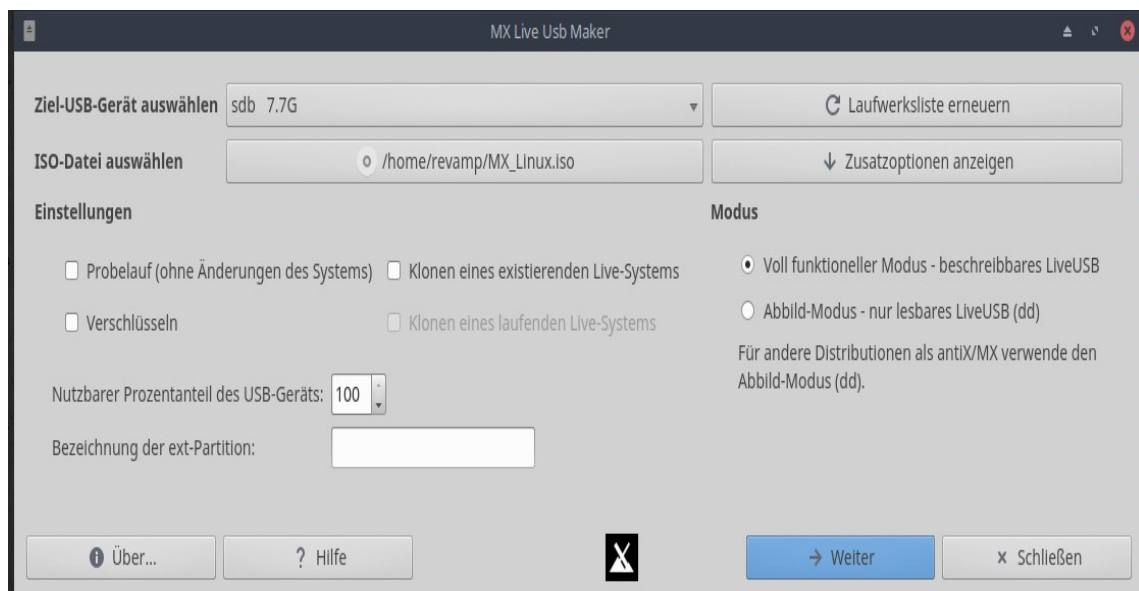 MX Live Usb Maker
Ziel-USB-Gerät auswählen sdb 7.7G Laufwerksliste erneuern
ISO-Datei auswählen /home/revamp/MX_Linux.iso Zusatzoptionen anzeigen
Einstellungen Modus
Probelauf (ohne Änderungen des Systems) Klonen eines existierenden Live-Systems
Verschlüsseln Klonen eines laufenden Live-Systems
Nutzbarer Prozentanteil des USB-Geräts: 100
Bezeichnung der ext-Partition:
Voll funktioneller Modus - beschreibbares LiveUSB
Abbild-Modus - nur lesbares LiveUSB (dd)
Für andere Distributionen als antiX/MX verwende den
Abbild-Modus (dd).
Über... ? Hilfe Weiter Schließen